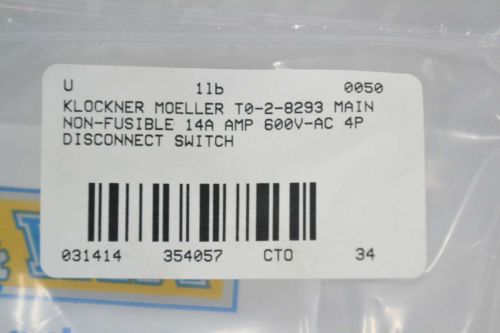 U 1lb 0050
KLOCKNER MOELLER T0-2-8293 MAIN
NON-FUSIBLE 14A AMP 600V-AC 4P
DISCONNECT SWITCH
031414 354057 CTO 34